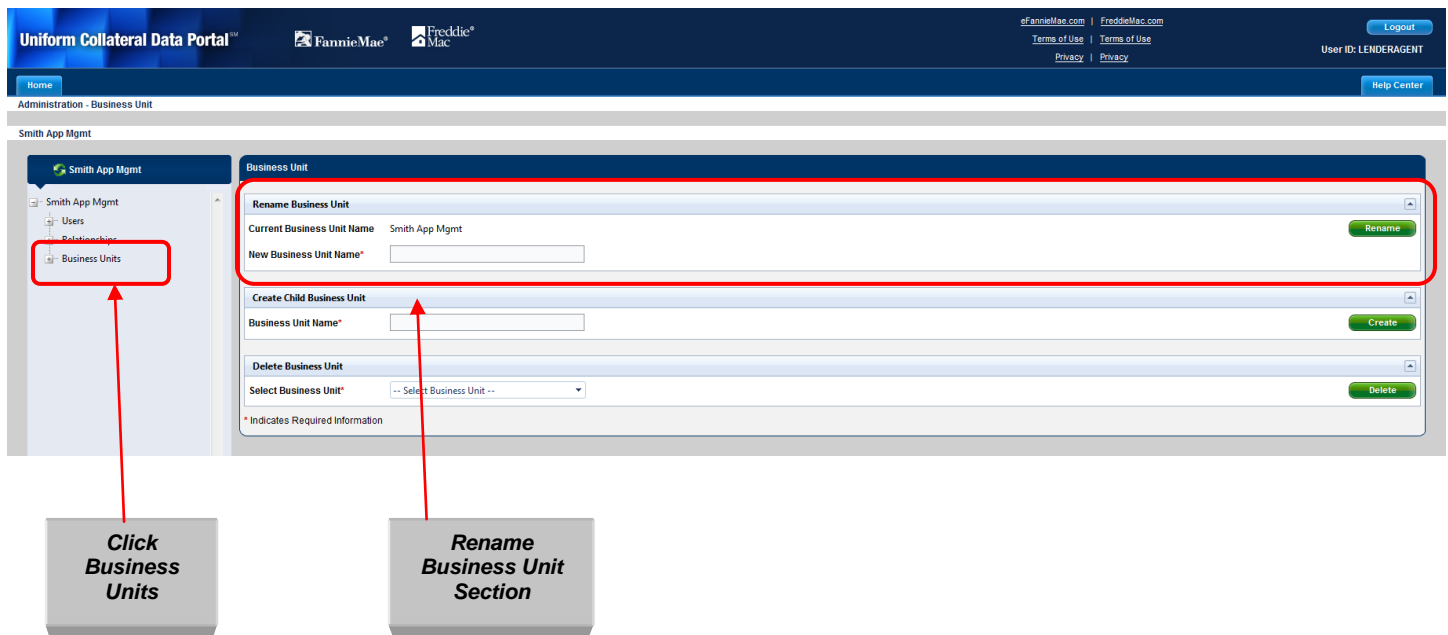 Uniform Collateral Data Portal℠
FannieMae®
Freddie®
Mac
eFannieMae.com | FreddieMac.com
Terms of Use | Terms of Use
Privacy | Privacy
Logout
User ID: LENDERAGENT
Home
Help Center
Administration - Business Unit
Smith App Mgmt
Smith App Mgmt
Smith App Mgmt
Users
Relationships
Business Units
Business Unit
Rename Business Unit
Current Business Unit Name Smith App Mgmt
Rename
New Business Unit Name*
Create Child Business Unit
Business Unit Name*
Create
Delete Business Unit
Select Business Unit* -- Select Business Unit --
Delete
* Indicates Required Information
Click
Business
Units
Rename
Business Unit
Section